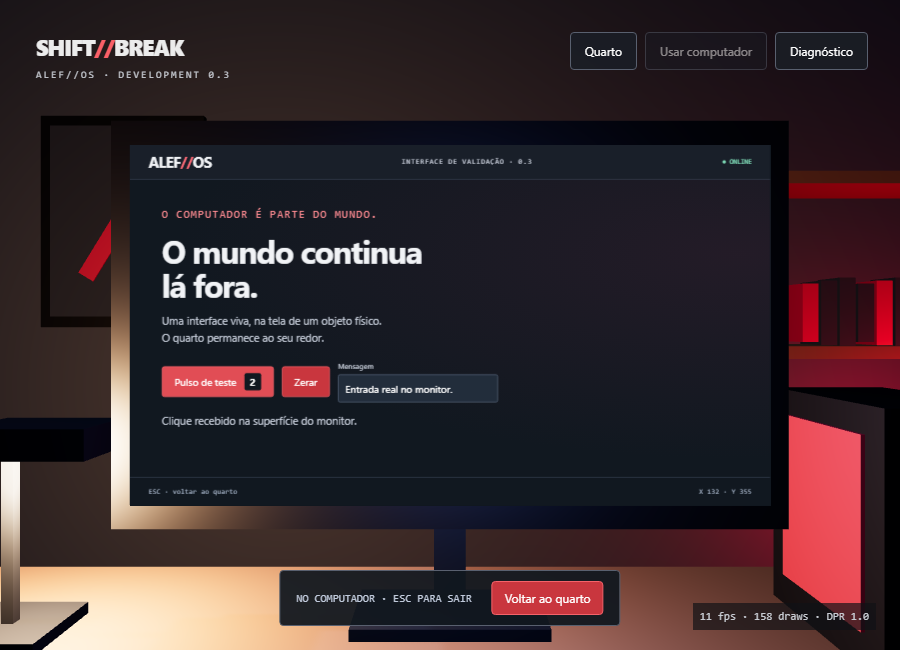 SHIFT//BREAK
ALEF//OS · DEVELOPMENT 0.3
Quarto
Usar computador
Diagnóstico
ALEF//OS
INTERFACE DE VALIDAÇÃO · 0.3
● ONLINE
O COMPUTADOR É PARTE DO MUNDO.
O mundo continua
lá fora.
Uma interface viva, na tela de um objeto físico.
O quarto permanece ao seu redor.
Pulso de teste 2
Zerar
Mensagem
Entrada real no monitor.
Clique recebido na superfície do monitor.
ESC · voltar ao quarto
X 132 · Y 355
NO COMPUTADOR · ESC PARA SAIR
Voltar ao quarto
11 fps · 158 draws · DPR 1.0